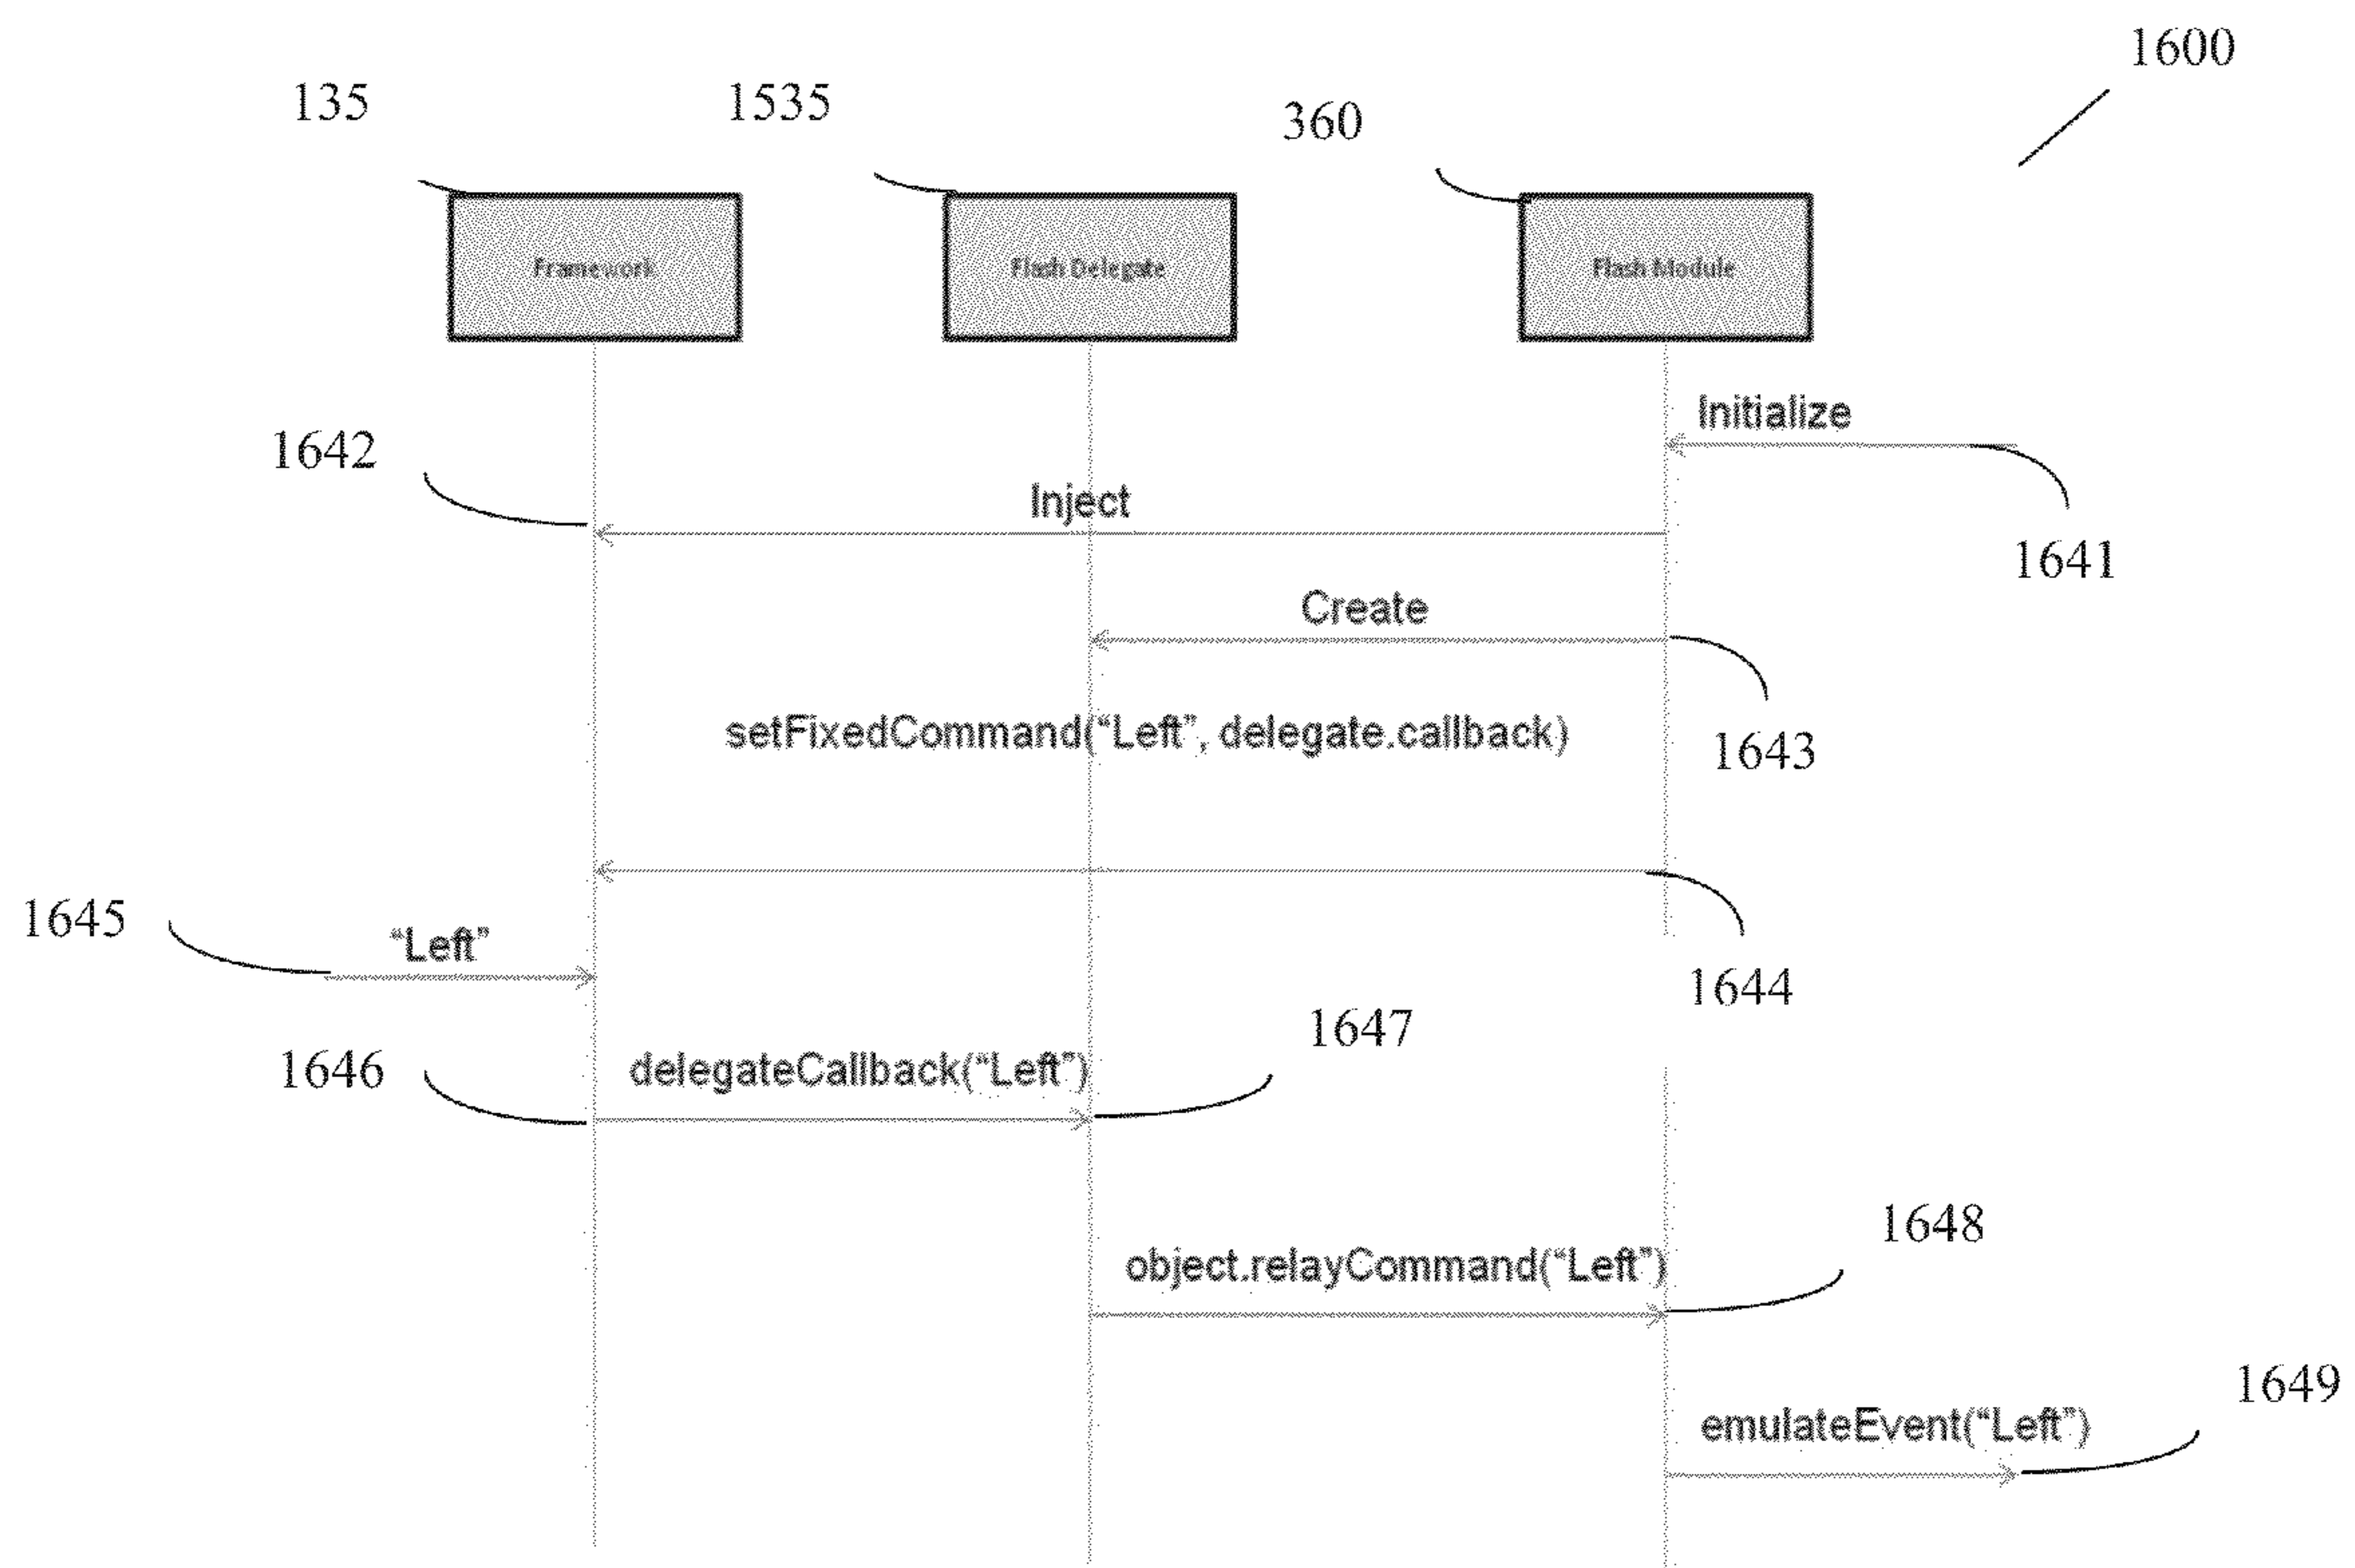 1600
135
1535
360
Framework
Flash Delegate
Flash Module
Initialize
1642
Inject
1641
Create
setFixedCommand(“Left”, delegate.callback)
1643
1645
“Left”
1644
1647
1646
delegateCallback(“Left”)
1648
object.relayCommand(“Left”)
1649
emulateEvent(“Left”)